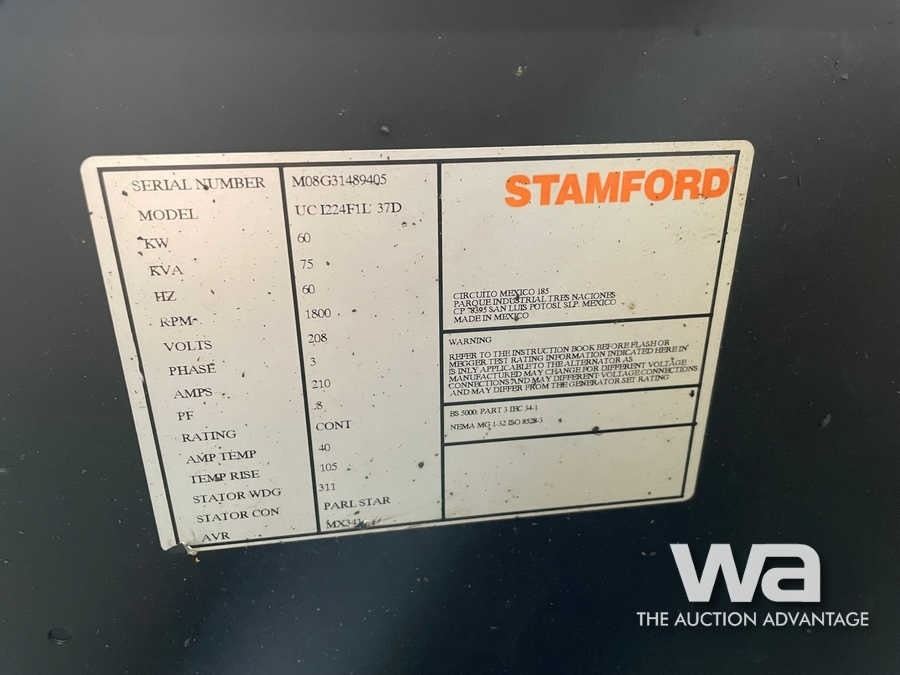 SERIAL NUMBER M08G31489405
MODEL UC I224F1L 37D
KW 60
KVA 75
HZ 60
RPM 1800
VOLTS 208
PHASE 3
AMPS 210
PF .8
RATING CONT
AMP TEMP 40
TEMP RISE 105
STATOR WDG 311
STATOR CON PARL STAR
AVR MX341
STAMFORD
CIRCUITO MEXICO 185
PARQUE INDUSTRIAL TRES NACIONES
CP 78395 SAN LUIS POTOSI, SLP, MEXICO
MADE IN MEXICO
WARNING
REFER TO THE INSTRUCTION BOOK BEFORE FLASH OR
MEGGER TEST RATING INFORMATION INDICATED HERE IN
IS ONLY APPLICABLE TO THE ALTERNATOR AS
MANUFACTURED MAY CHANGE FOR DIFFERENT VOLTAGE
CONNECTIONS AND MAY DIFFERENT VOLTAGE CONNECTIONS
AND MAY DIFFER FROM THE GENERATOR SET RATING
BS 5000: PART 3 IEC 34-1
NEMA MG 1-32 ISO 8528-3
wa
THE AUCTION ADVANTAGE